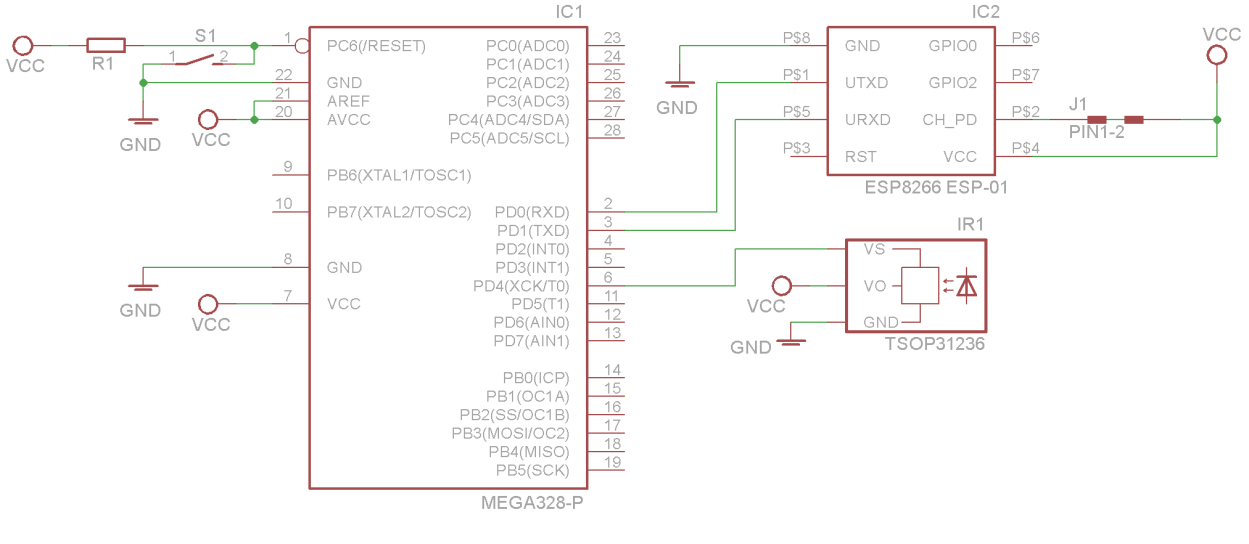 IC1
VCC
R1
S1
1
2
VCC
GND
1
PC6(/RESET)
22
GND
21
AREF
20
AVCC
9
PB6(XTAL1/TOSC1)
10
PB7(XTAL2/TOSC2)
8
GND
GND
7
VCC
VCC
PC0(ADC0)
23
PC1(ADC1)
24
PC2(ADC2)
25
PC3(ADC3)
26
PC4(ADC4/SDA)
27
PC5(ADC5/SCL)
28
PD0(RXD)
2
PD1(TXD)
3
PD2(INT0)
4
PD3(INT1)
5
PD4(XCK/T0)
6
PD5(T1)
11
PD6(AIN0)
12
PD7(AIN1)
13
PB0(ICP)
14
PB1(OC1A)
15
PB2(SS/OC1B)
16
PB3(MOSI/OC2)
17
PB4(MISO)
18
PB5(SCK)
19
MEGA328-P
IC2
GND
P$8
GND
P$1
UTXD
P$5
URXD
P$3
RST
GPIO0
P$6
GPIO2
P$7
CH_PD
P$2
VCC
P$4
ESP8266 ESP-01
J1
PIN1-2
VCC
IR1
VS
VO
GND
VCC
GND
TSOP31236